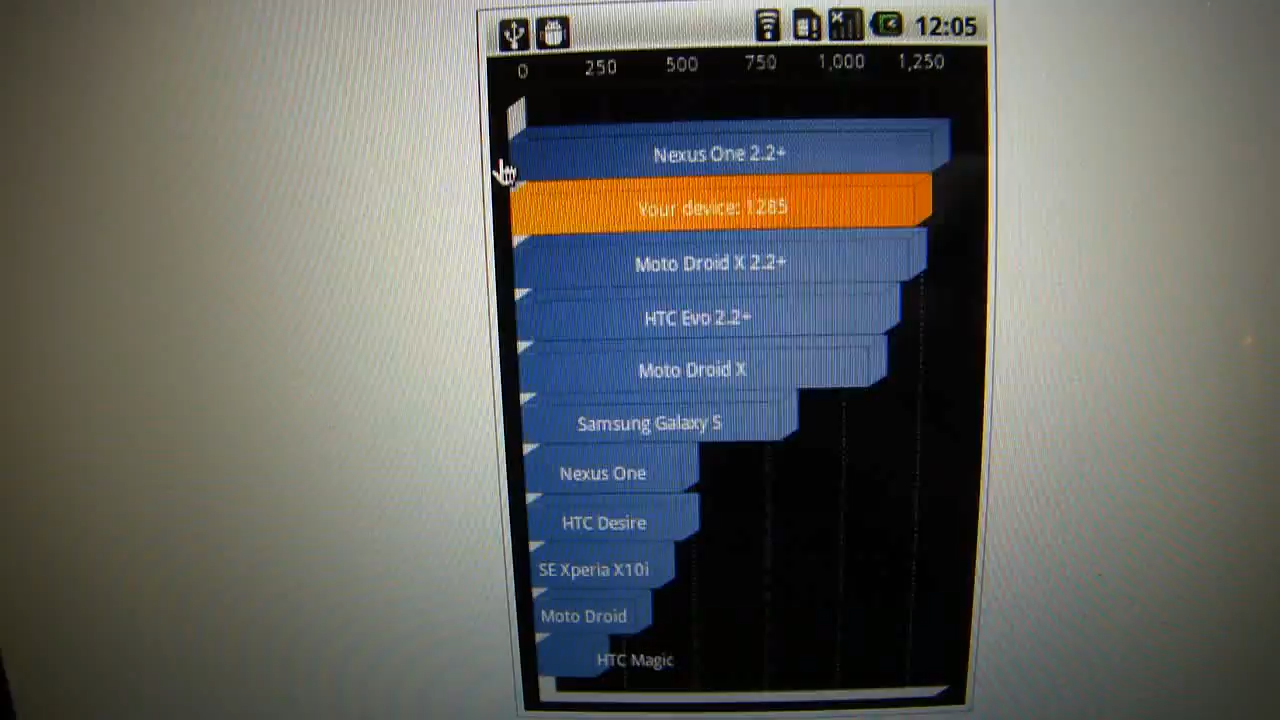 12:05
0 250 500 750 1,000 1,250
Nexus One 2.2+
Your device: 1285
Moto Droid X 2.2+
HTC Evo 2.2+
Moto Droid X
Samsung Galaxy S
Nexus One
HTC Desire
SE Xperia X10i
Moto Droid
HTC Magic